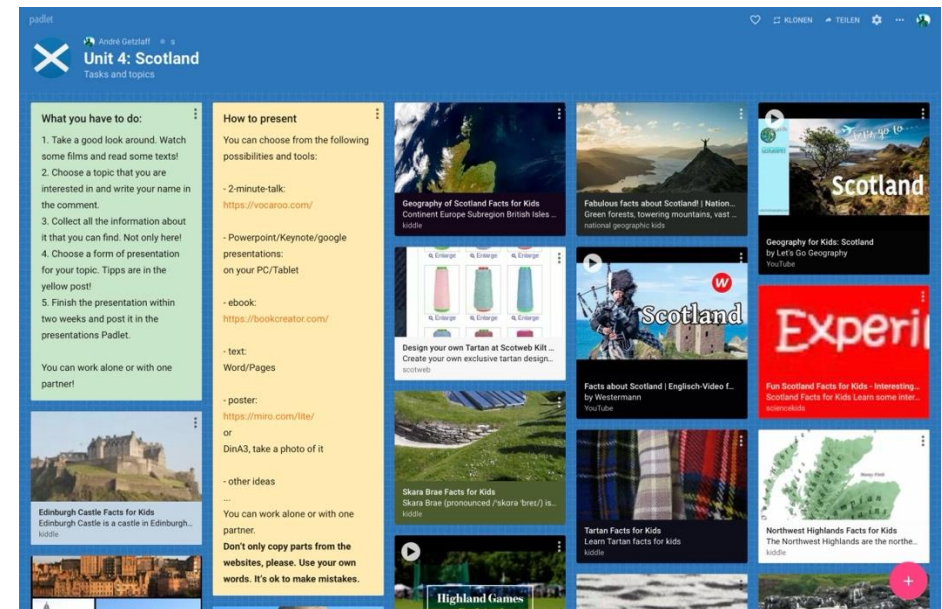 padlet
KLONEN
TEILEN
André Getzlaff
Unit 4: Scotland
Tasks and topics
What you have to do:
1. Take a good look around. Watch
some films and read some texts!
2. Choose a topic that you are
interested in and write your name in
the comment.
3. Collect all the information about
it that you can find. Not only here!
4. Choose a form of presentation
for your topic. Tipps are in the
yellow post!
5. Finish the presentation within
two weeks and post it in the
presentations Padlet.
You can work alone or with one
partner!
Edinburgh Castle Facts for Kids
Edinburgh Castle is a castle in Edinburgh...
kiddle
How to present
You can choose from the following
possibilities and tools:
- 2-minute-talk:
https://vocaroo.com/
- Powerpoint/Keynote/google
presentations:
on your PC/Tablet
- ebook:
https://bookcreator.com/
- text:
Word/Pages
- poster:
https://miro.com/lite/
or
DinA3, take a photo of it
- other ideas
...
You can work alone or with one
partner.
Don't only copy parts from the
websites, please. Use your own
words. It's ok to make mistakes.
Geography of Scotland Facts for Kids
Continent Europe Subregion British Isles ...
kiddle
Enlarge Enlarge Enlarge
Enlarge Enlarge Enlarge
Design your own Tartan at Scotweb Kilt ...
Create your own exclusive tartan design...
scotweb
Skara Brae Facts for Kids
Skara Brae (pronounced /ˈskɑrə ˈbreɪ/) is...
kiddle
Highland Games
Fabulous facts about Scotland! | Nation...
Green forests, towering mountains, vast ...
national geographic kids
Scotland
Facts about Scotland | Englisch-Video f...
by Westermann
YouTube
Tartan Facts for Kids
Learn Tartan facts for kids
kiddle
Let's go to
Scotland
Geography for Kids: Scotland
by Let's Go Geography
YouTube
Experi
Fun Scotland Facts for Kids - Interesting...
Scotland Facts for Kids Learn some inter...
sciencekids
Northwest Highlands Facts for Kids
The Northwest Highlands are the northe...
kiddle